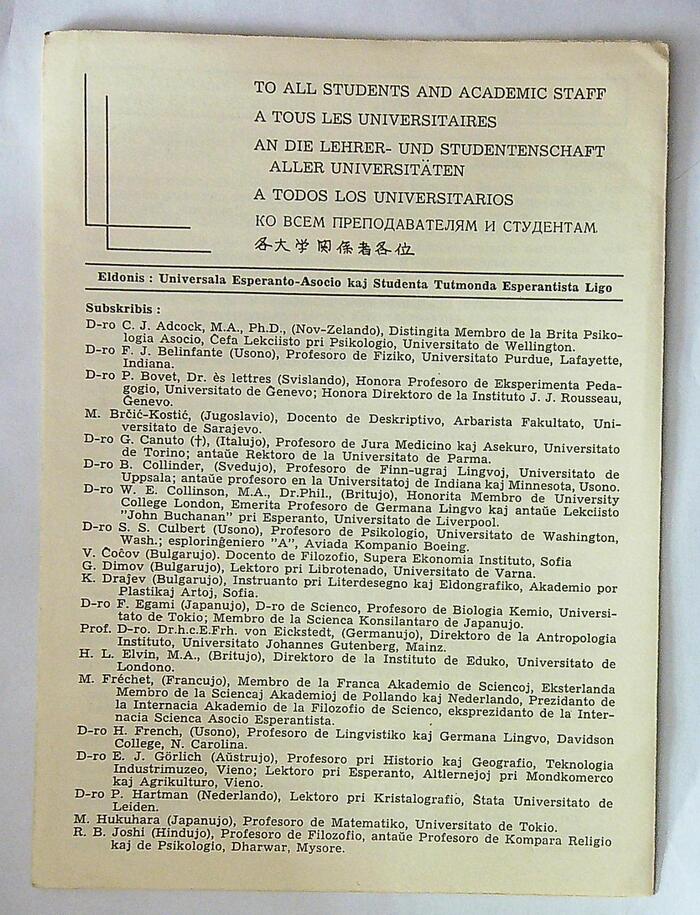 TO ALL STUDENTS AND ACADEMIC STAFF
A TOUS LES UNIVERSITAIRES
AN DIE LEHRER- UND STUDENTENSCHAFT
ALLER UNIVERSITÄTEN
A TODOS LOS UNIVERSITARIOS
КО ВСЕМ ПРЕПОДАВАТЕЛЯМ И СТУДЕНТАМ
各大学関係者各位
Eldonis : Universala Esperanto-Asocio kaj Studenta Tutmonda Esperantista Ligo
Subskribis :
D-ro C. J. Adcock, M.A., Ph.D., (Nov-Zelando), Distingita Membro de la Brita Psiko-
logia Asocio, Ĉefa Lekciisto pri Psikologio, Universitato de Wellington.
D-ro F. J. Belinfante (Usono), Profesoro de Fiziko, Universitato Purdue, Lafayette,
Indiana.
D-ro P. Bovet, Dr. ès lettres (Svislando), Honora Profesoro de Eksperimenta Peda-
gogio, Universitato de Ĝenevo; Honora Direktoro de la Instituto J. J. Rousseau,
Ĝenevo.
M. Brčić-Kostić, (Jugoslavio), Docento de Deskriptivo, Arbarista Fakultato, Uni-
versitato de Sarajevo.
D-ro G. Canuto (†), (Italujo), Profesoro de Jura Medicino kaj Asekuro, Universitato
de Torino; antaŭe Rektoro de la Universitato de Parma.
D-ro B. Collinder, (Svedujo), Profesoro de Finn-ugraj Lingvoj, Universitato de
Uppsala; antaŭe profesoro en la Universitatoj de Indiana kaj Minnesota, Usono.
D-ro W. E. Collinson, M.A., Dr.Phil., (Britujo), Honorita Membro de University
College London, Emerita Profesoro de Germana Lingvo kaj antaŭe Lekciisto
"John Buchanan" pri Esperanto, Universitato de Liverpool.
D-ro S. S. Culbert (Usono), Profesoro de Psikologio, Universitato de Washington,
Wash.; esploringeniero "A", Aviada Kompanio Boeing.
V. Ĉoĉov (Bulgarujo). Docento de Filozofio, Supera Ekonomia Instituto, Sofia
G. Dimov (Bulgarujo), Lektoro pri Librotenado, Universitato de Varna.
K. Drajev (Bulgarujo), Instruanto pri Literdesegno kaj Eldongrafiko, Akademio por
Plastikaj Artoj, Sofia.
D-ro F. Egami (Japanujo), D-ro de Scienco, Profesoro de Biologia Kemio, Universi-
tato de Tokio; Membro de la Scienca Konsilantaro de Japanujo.
Prof. D-ro. Dr.h.c.E.Frh. von Eickstedt, (Germanujo), Direktoro de la Antropologia
Instituto, Universitato Johannes Gutenberg, Mainz.
H. L. Elvin, M.A., (Britujo), Direktoro de la Instituto de Eduko, Universitato de
Londono.
M. Fréchet, (Francujo), Membro de la Franca Akademio de Sciencoj, Eksterlanda
Membro de la Sciencaj Akademioj de Pollando kaj Nederlando, Prezidanto de
la Internacia Akademio de la Filozofio de Scienco, eksprezidanto de la Inter-
nacia Scienca Asocio Esperantista.
D-ro H. French, (Usono), Profesoro de Lingvistiko kaj Germana Lingvo, Davidson
College, N. Carolina.
D-ro E. J. Görlich (Aŭstrujo), Profesoro pri Historio kaj Geografio, Teknologia
Industrimuzeo, Vieno; Lektoro pri Esperanto, Altlernejoj pri Mondkomerco
kaj Agrikulturo, Vieno.
D-ro P. Hartman (Nederlando), Lektoro pri Kristalografio, Ŝtata Universitato de
Leiden.
M. Hukuhara (Japanujo), Profesoro de Matematiko, Universitato de Tokio.
R. B. Joshi (Hindujo), Profesoro de Filozofio, antaŭe Profesoro de Kompara Religio
kaj de Psikologio, Dharwar, Mysore.